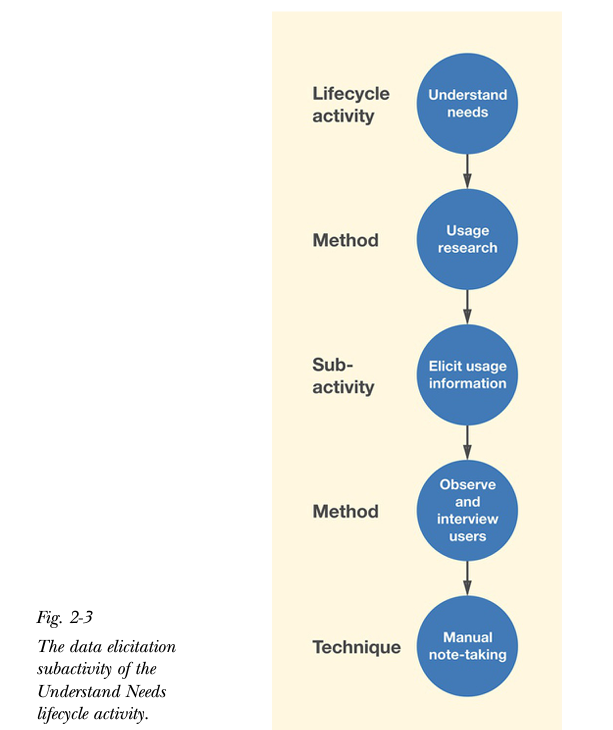 Lifecycle
activity
Understand
needs
Method
Usage
research
Sub-
activity
Elicit usage
information
Method
Observe
and
interview
users
Technique
Manual
note-taking
Fig. 2-3
The data elicitation
subactivity of the
Understand Needs
lifecycle activity.